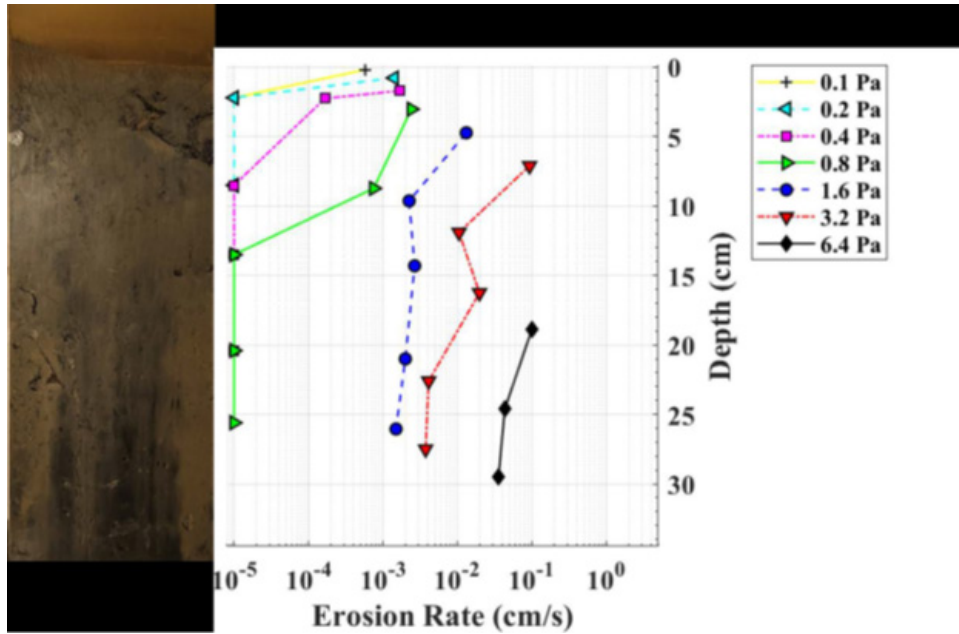 0
5
10
15
20
25
30
Depth (cm)
10^-5 10^-4 10^-3 10^-2 10^-1 10^0
Erosion Rate (cm/s)
0.1 Pa
0.2 Pa
0.4 Pa
0.8 Pa
1.6 Pa
3.2 Pa
6.4 Pa